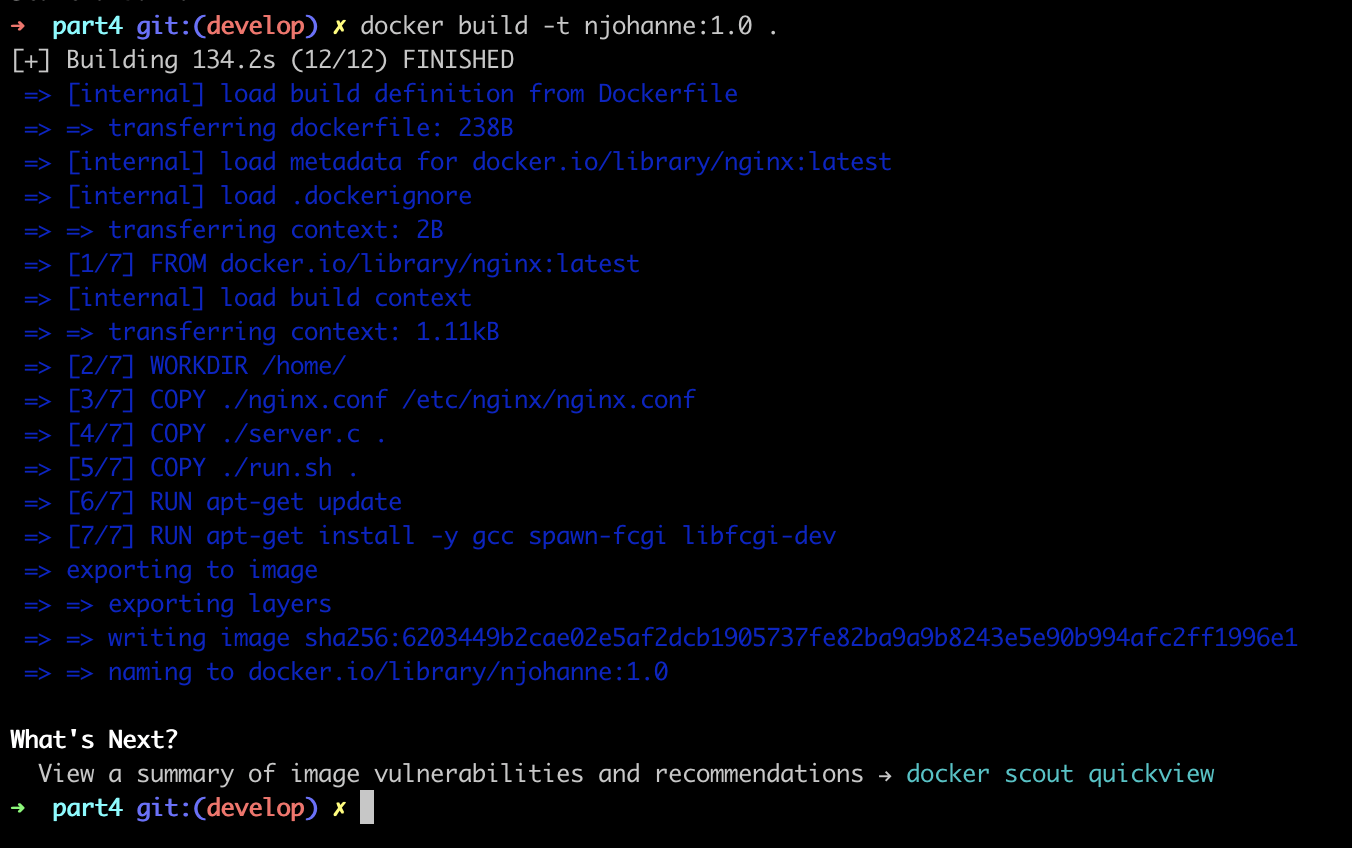 ➜  part4 git:(develop) ✗ docker build -t njohanne:1.0 .
[+] Building 134.2s (12/12) FINISHED
 => [internal] load build definition from Dockerfile
 => => transferring dockerfile: 238B
 => [internal] load metadata for docker.io/library/nginx:latest
 => [internal] load .dockerignore
 => => transferring context: 2B
 => [1/7] FROM docker.io/library/nginx:latest
 => [internal] load build context
 => => transferring context: 1.11kB
 => [2/7] WORKDIR /home/
 => [3/7] COPY ./nginx.conf /etc/nginx/nginx.conf
 => [4/7] COPY ./server.c .
 => [5/7] COPY ./run.sh .
 => [6/7] RUN apt-get update
 => [7/7] RUN apt-get install -y gcc spawn-fcgi libfcgi-dev
 => exporting to image
 => => exporting layers
 => => writing image sha256:6203449b2cae02e5af2dcb1905737fe82ba9a9b8243e5e90b994afc2ff1996e1
 => => naming to docker.io/library/njohanne:1.0
What's Next?
  View a summary of image vulnerabilities and recommendations → docker scout quickview
➜  part4 git:(develop) ✗